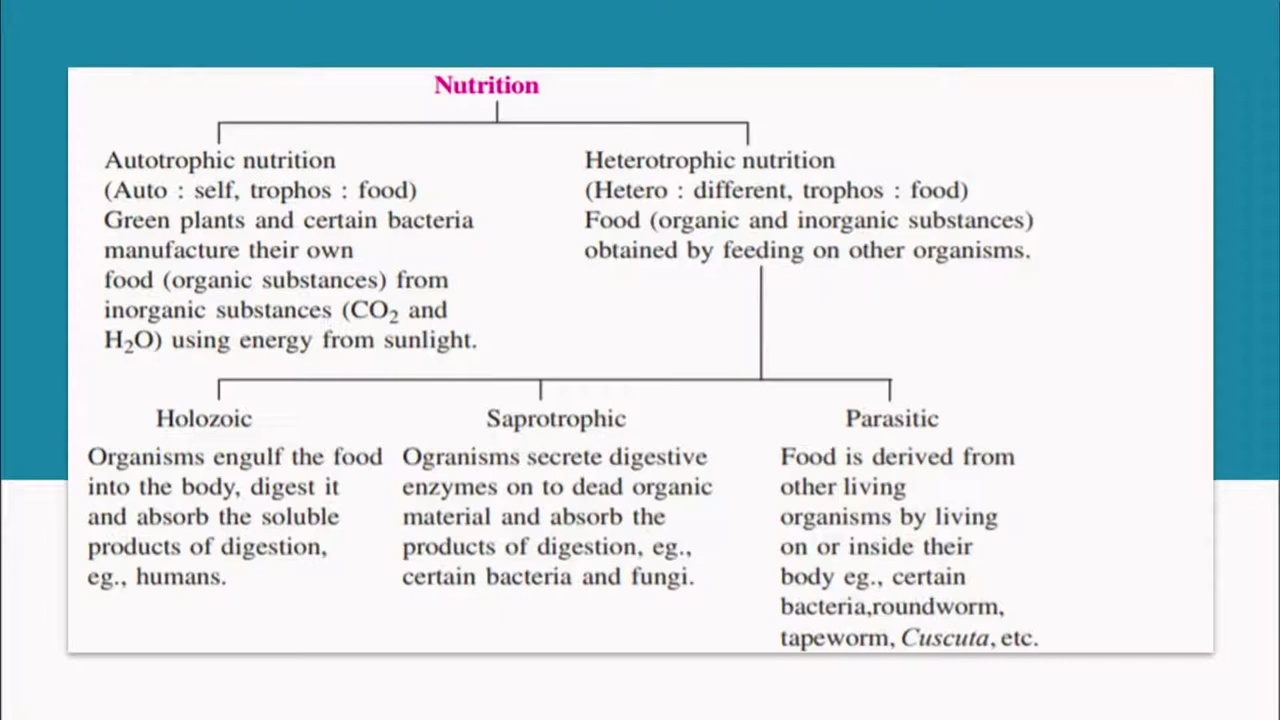 Nutrition
Autotrophic nutrition
(Auto : self, trophos : food)
Green plants and certain bacteria
manufacture their own
food (organic substances) from
inorganic substances (CO₂ and
H₂O) using energy from sunlight.
Heterotrophic nutrition
(Hetero : different, trophos : food)
Food (organic and inorganic substances)
obtained by feeding on other organisms.
Holozoic
Organisms engulf the food
into the body, digest it
and absorb the soluble
products of digestion,
eg., humans.
Saprotrophic
Ogranisms secrete digestive
enzymes on to dead organic
material and absorb the
products of digestion, eg.,
certain bacteria and fungi.
Parasitic
Food is derived from
other living
organisms by living
on or inside their
body eg., certain
bacteria,roundworm,
tapeworm, Cuscuta, etc.